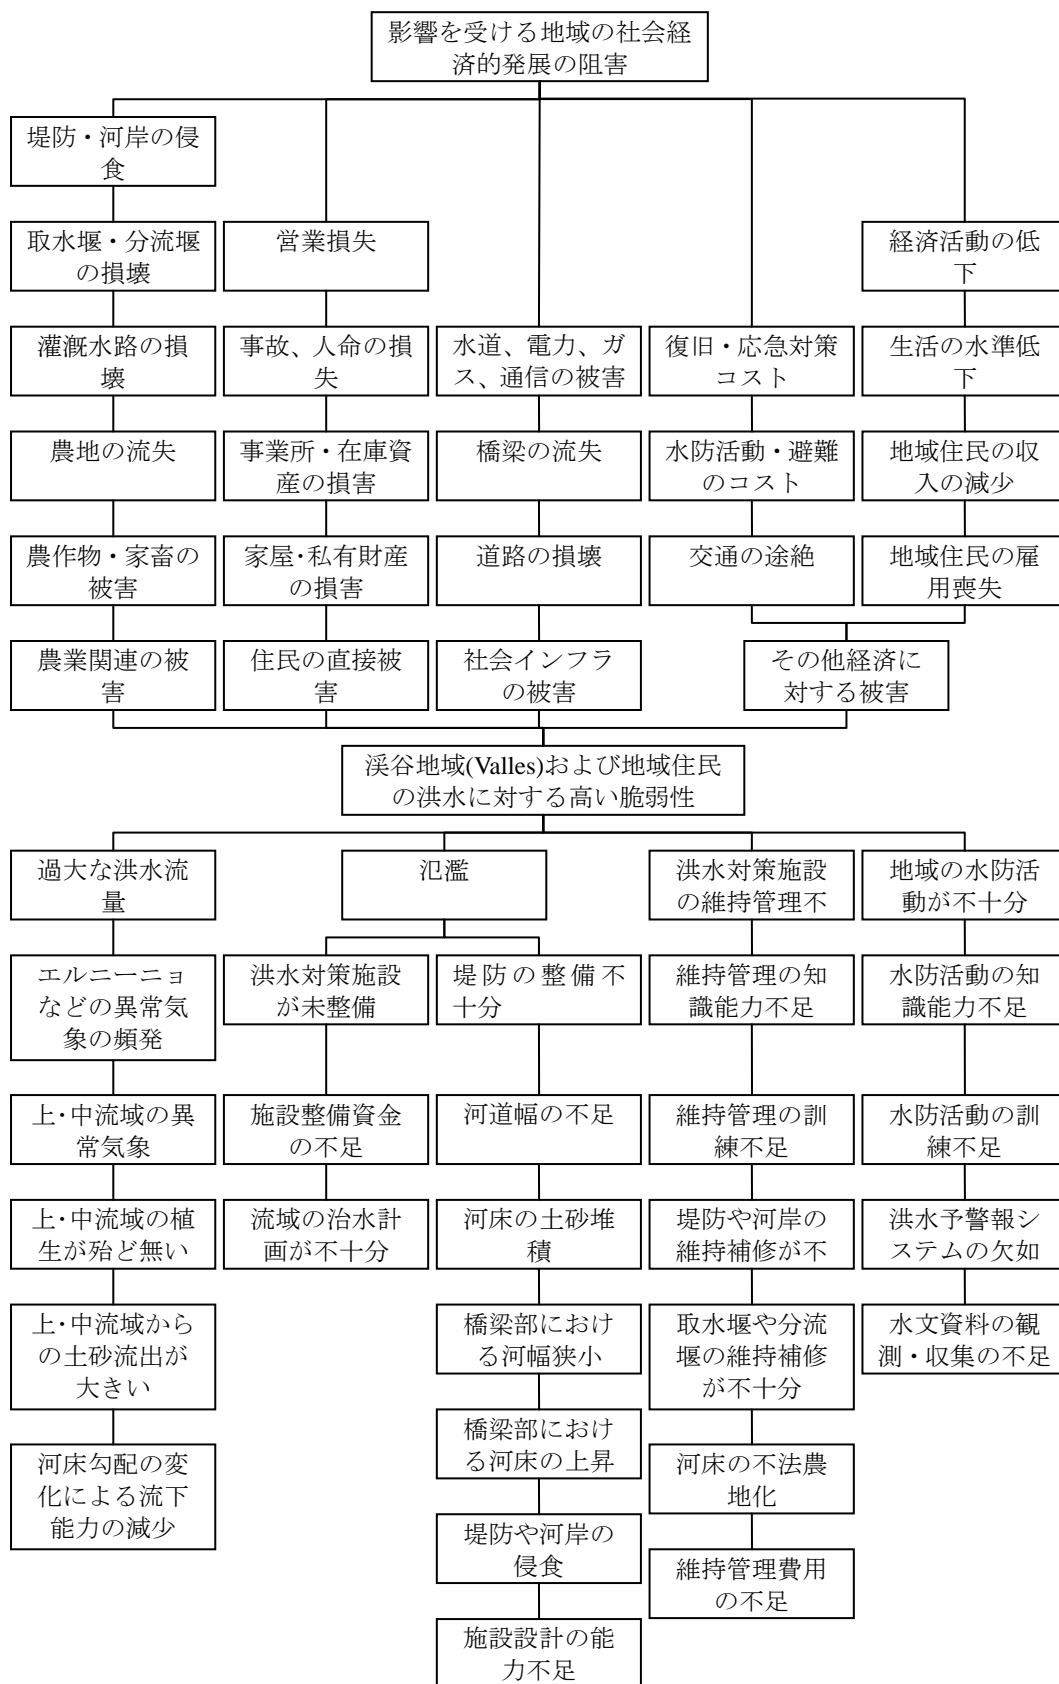 影響を受ける地域の社会経
済的発展の阻害
堤防・河岸の侵
食
取水堰・分流堰
の損壊
営業損失
経済活動の低
下
灌漑水路の損
壊
事故、人命の損
失
水道、電力、ガ
ス、通信の被害
復旧・応急対策
コスト
生活の水準低
下
農地の流失
事業所・在庫資
産の損害
橋梁の流失
水防活動・避難
のコスト
地域住民の収
入の減少
農作物・家畜の
被害
家屋・私有財産
の損害
道路の損壊
交通の途絶
地域住民の雇
用喪失
農業関連の被
害
住民の直接被
害
社会インフラ
の被害
その他経済に
対する被害
渓谷地域(Valles)および地域住民
の洪水に対する高い脆弱性
過大な洪水流
量
氾濫
洪水対策施設
の維持管理不
地域の水防活
動が不十分
エルニーニョ
などの異常気
象の頻発
洪水対策施設
が未整備
堤防の整備不
十分
維持管理の知
識能力不足
水防活動の知
識能力不足
上・中流域の異
常気象
施設整備資金
の不足
河道幅の不足
維持管理の訓
練不足
水防活動の訓
練不足
上・中流域の植
生が殆ど無い
流域の治水計
画が不十分
河床の土砂堆
積
堤防や河岸の
維持補修が不
洪水予警報シ
ステムの欠如
上・中流域から
の土砂流出が
大きい
橋梁部におけ
る河幅狭小
取水堰や分流
堰の維持補修
が不十分
水文資料の観
測・収集の不足
河床勾配の変
化による流下
能力の減少
橋梁部におけ
る河床の上昇
河床の不法農
地化
堤防や河岸の
侵食
維持管理費用
の不足
施設設計の能
力不足